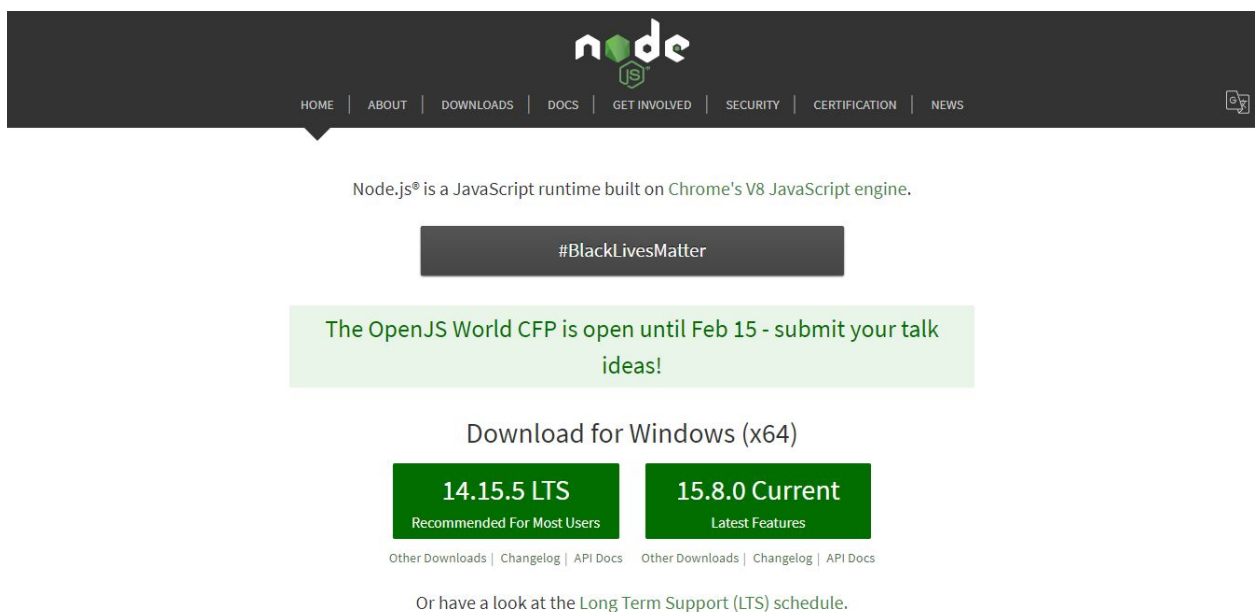 node
JS
HOME | ABOUT | DOWNLOADS | DOCS | GET INVOLVED | SECURITY | CERTIFICATION | NEWS
Node.js® is a JavaScript runtime built on Chrome's V8 JavaScript engine.
#BlackLivesMatter
The OpenJS World CFP is open until Feb 15 - submit your talk
ideas!
Download for Windows (x64)
14.15.5 LTS
Recommended For Most Users
15.8.0 Current
Latest Features
Other Downloads | Changelog | API Docs
Other Downloads | Changelog | API Docs
Or have a look at the Long Term Support (LTS) schedule.